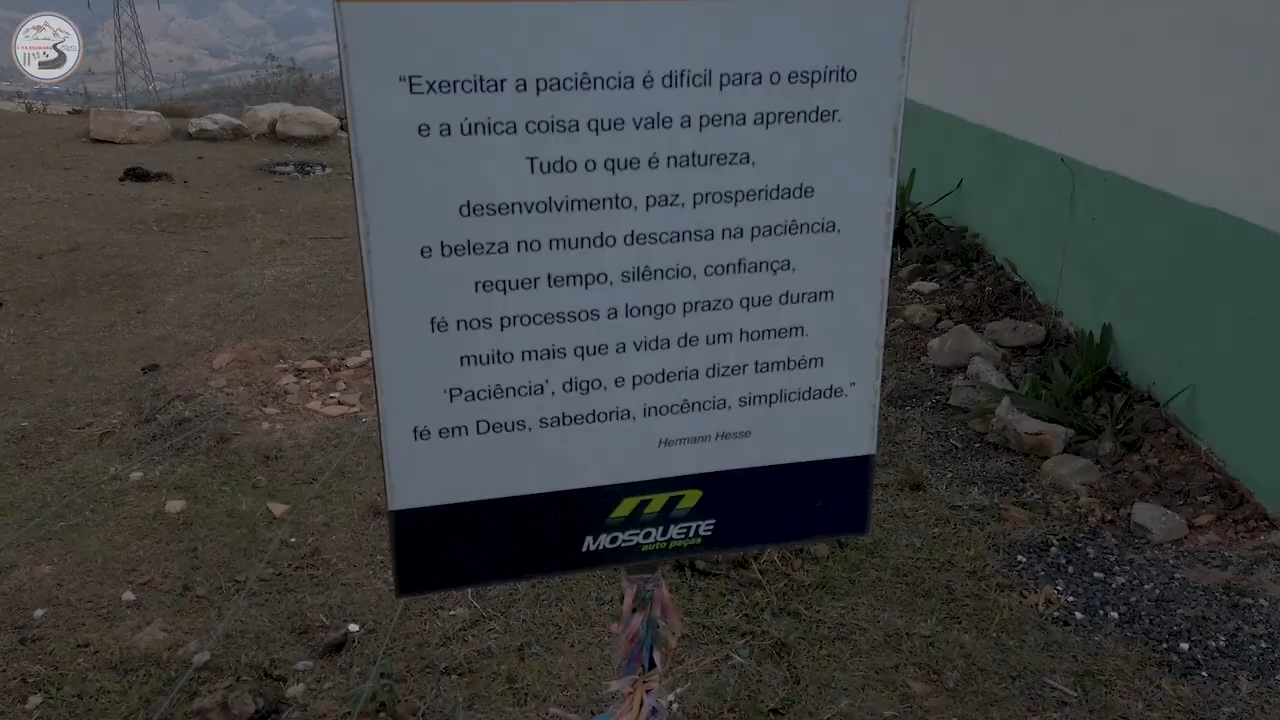 “Exercitar a paciência é difícil para o espírito
e a única coisa que vale a pena aprender.
Tudo o que é natureza,
desenvolvimento, paz, prosperidade
e beleza no mundo descansa na paciência,
requer tempo, silêncio, confiança,
fé nos processos a longo prazo que duram
muito mais que a vida de um homem.
‘Paciência’, digo, e poderia dizer também
fé em Deus, sabedoria, inocência, simplicidade.”
Hermann Hesse
MOSQUETE
auto peças